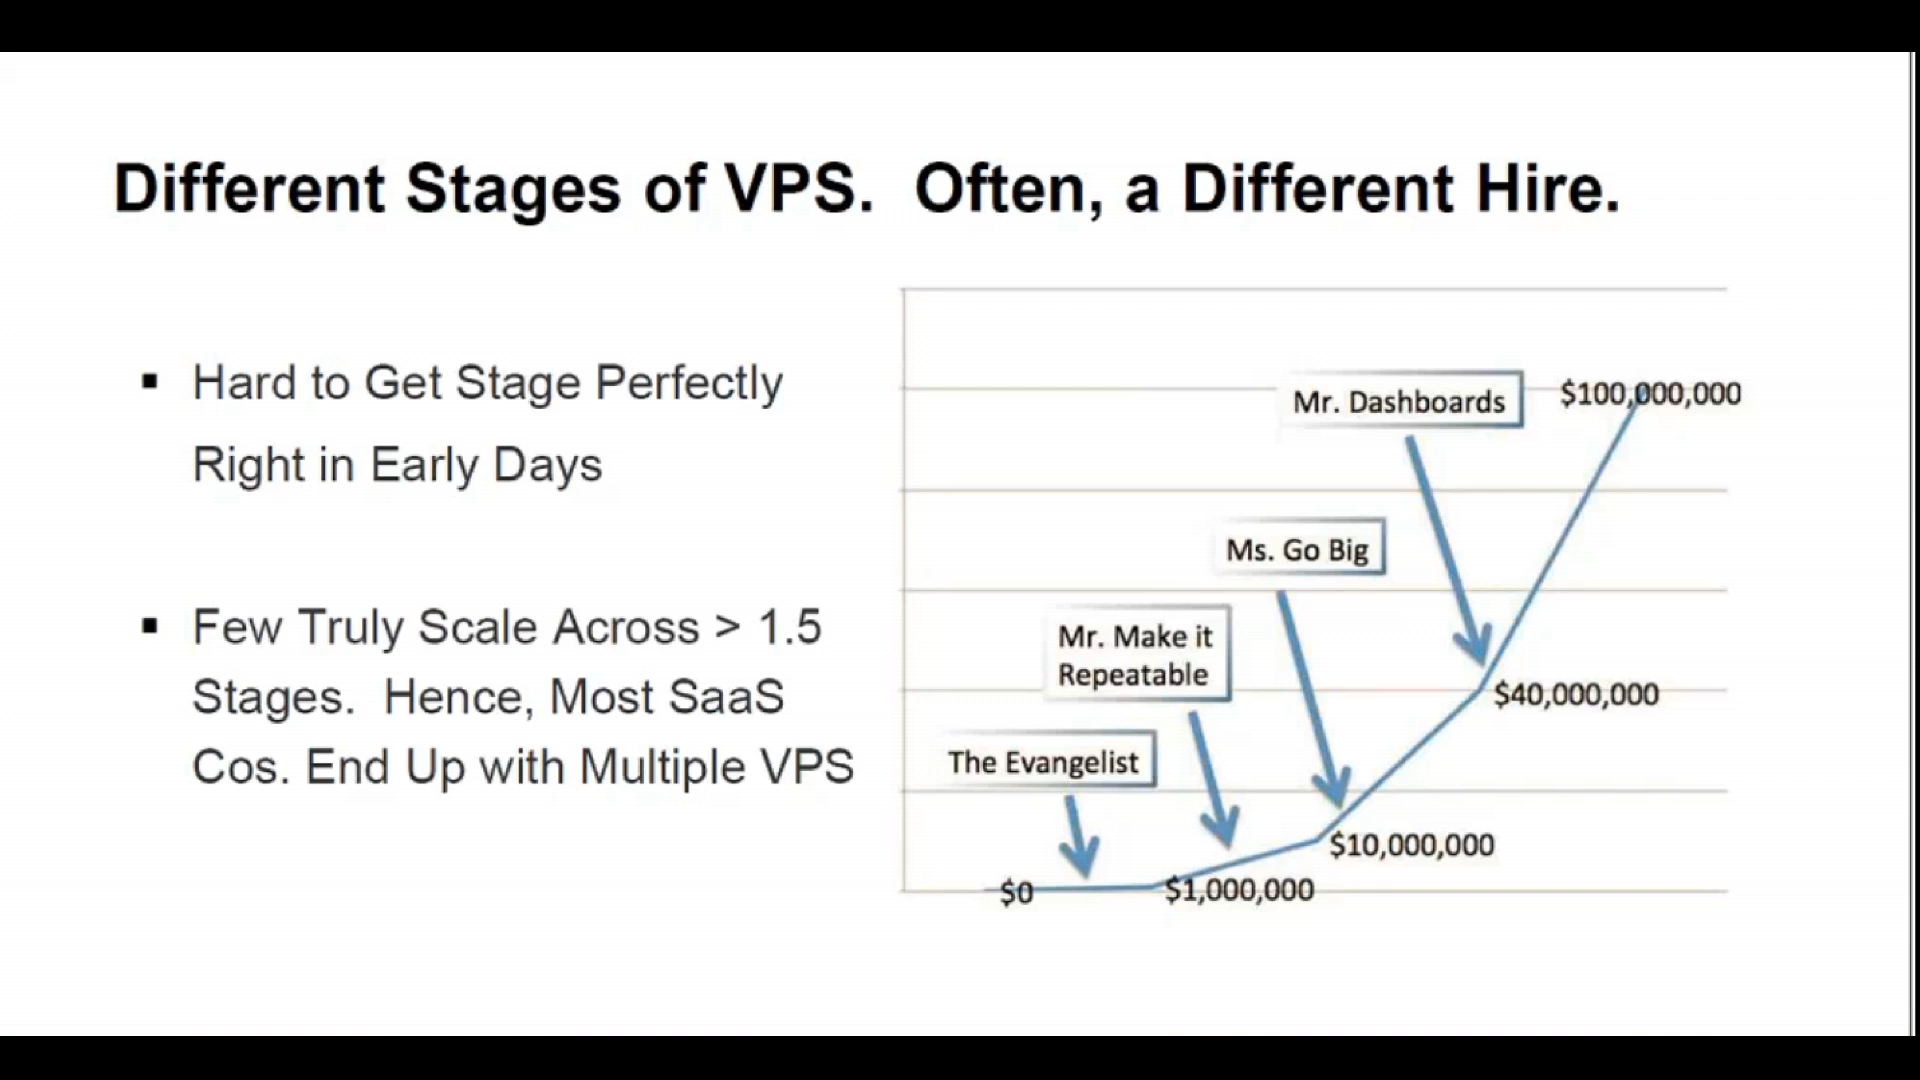 Different Stages of VPS.  Often, a Different Hire.
▪ Hard to Get Stage Perfectly
Right in Early Days
▪ Few Truly Scale Across > 1.5
Stages.  Hence, Most SaaS
Cos. End Up with Multiple VPS
Mr. Dashboards
$100,000,000
Ms. Go Big
Mr. Make it
Repeatable
$40,000,000
The Evangelist
$10,000,000
$0
$1,000,000